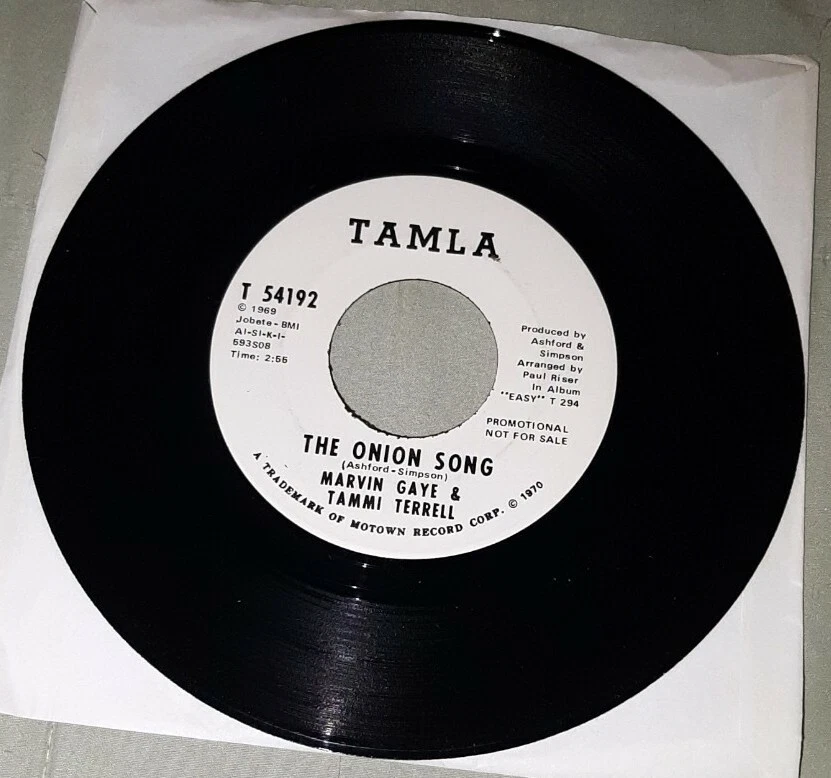 TAMLA
T 54192
© 1969
Jobete - BMI
AI-SI-K-I-
593S08
Time: 2:55
Produced by
Ashford &
Simpson
Arranged by
Paul Riser
In Album
"EASY" T 294
PROMOTIONAL
NOT FOR SALE
THE ONION SONG
(Ashford-Simpson)
MARVIN GAYE &
TAMMI TERRELL
A TRADEMARK OF MOTOWN RECORD CORP. © 1970